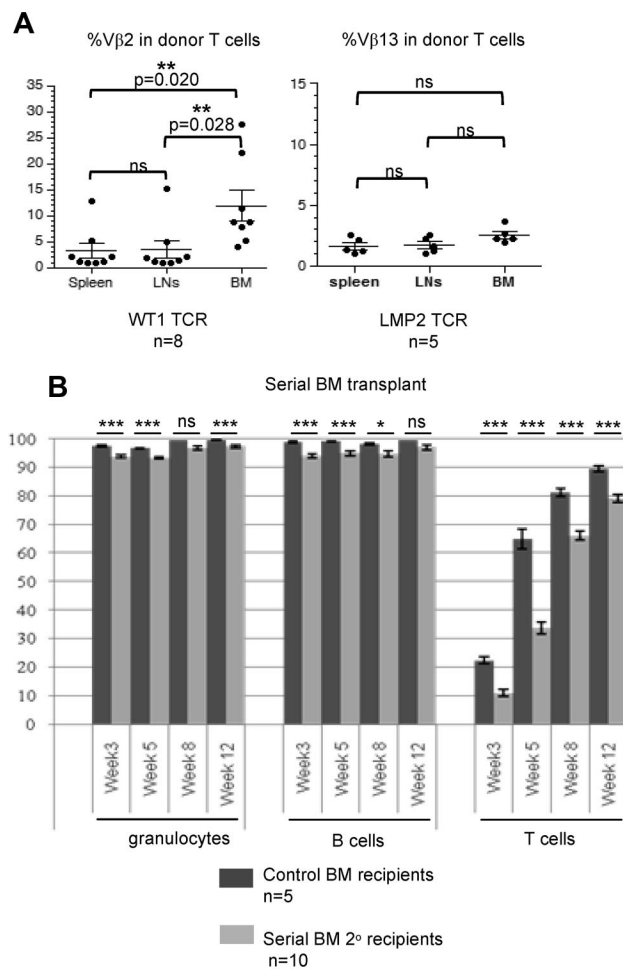 A
%Vβ2 in donor T cells
**
p=0.020
**
p=0.028
ns
35
30
25
20
15
10
5
0
Spleen LNs BM
WT1 TCR
n=8
%Vβ13 in donor T cells
ns
ns
ns
15
10
5
0
spleen LNs BM
LMP2 TCR
n=5
B
Serial BM transplant
*** *** ns *** *** *** * ns *** *** *** ***
100
90
80
70
60
50
40
30
20
10
0
Week3 Week 5 Week 8 Week 12 Week3 Week 5 Week 8 Week 12 Week3 Week 5 Week 8 Week 12
granulocytes B cells T cells
Control BM recipients
n=5
Serial BM 2º recipients
n=10